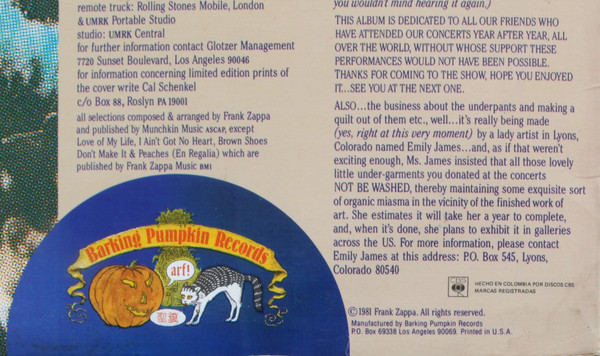 remote truck: Rolling Stones Mobile, London
& UMRK Portable Studio
studio: UMRK Central
for further information contact Glotzer Management
7720 Sunset Boulevard, Los Angeles 90046
for information concerning limited edition prints of
the cover write Cal Schenkel
c/o Box 88, Roslyn PA 19001
all selections composed & arranged by Frank Zappa
and published by Munchkin Music ASCAP, except
Love of My Life, I Ain't Got No Heart, Brown Shoes
Don't Make It & Peaches (En Regalia) which are
published by Frank Zappa Music BMI
Barking Pumpkin Records
arf!
you wouldn't mind hearing it again.)
THIS ALBUM IS DEDICATED TO ALL OUR FRIENDS WHO
HAVE ATTENDED OUR CONCERTS YEAR AFTER YEAR, ALL
OVER THE WORLD, WITHOUT WHOSE SUPPORT THESE
PERFORMANCES WOULD NOT HAVE BEEN POSSIBLE.
THANKS FOR COMING TO THE SHOW, HOPE YOU ENJOYED
IT...SEE YOU AT THE NEXT ONE.
ALSO...the business about the underpants and making a
quilt out of them etc., well...it's really being made
(yes, right at this very moment) by a lady artist in Lyons,
Colorado named Emily James...and, as if that weren't
exciting enough, Ms. James insisted that all those lovely
little under-garments you donated at the concerts
NOT BE WASHED, thereby maintaining some exquisite sort
of organic miasma in the vicinity of the finished work of
art. She estimates it will take her a year to complete,
and, when it's done, she plans to exhibit it in galleries
across the US. For more information, please contact
Emily James at this address: P.O. Box 545, Lyons,
Colorado 80540
HECHO EN COLOMBIA POR DISCOS CBS
MARCAS REGISTRADAS
©1981 Frank Zappa. All rights reserved.
Manufactured by Barking Pumpkin Records
P.O. Box 69338 Los Angeles 90069. Printed in U.S.A.